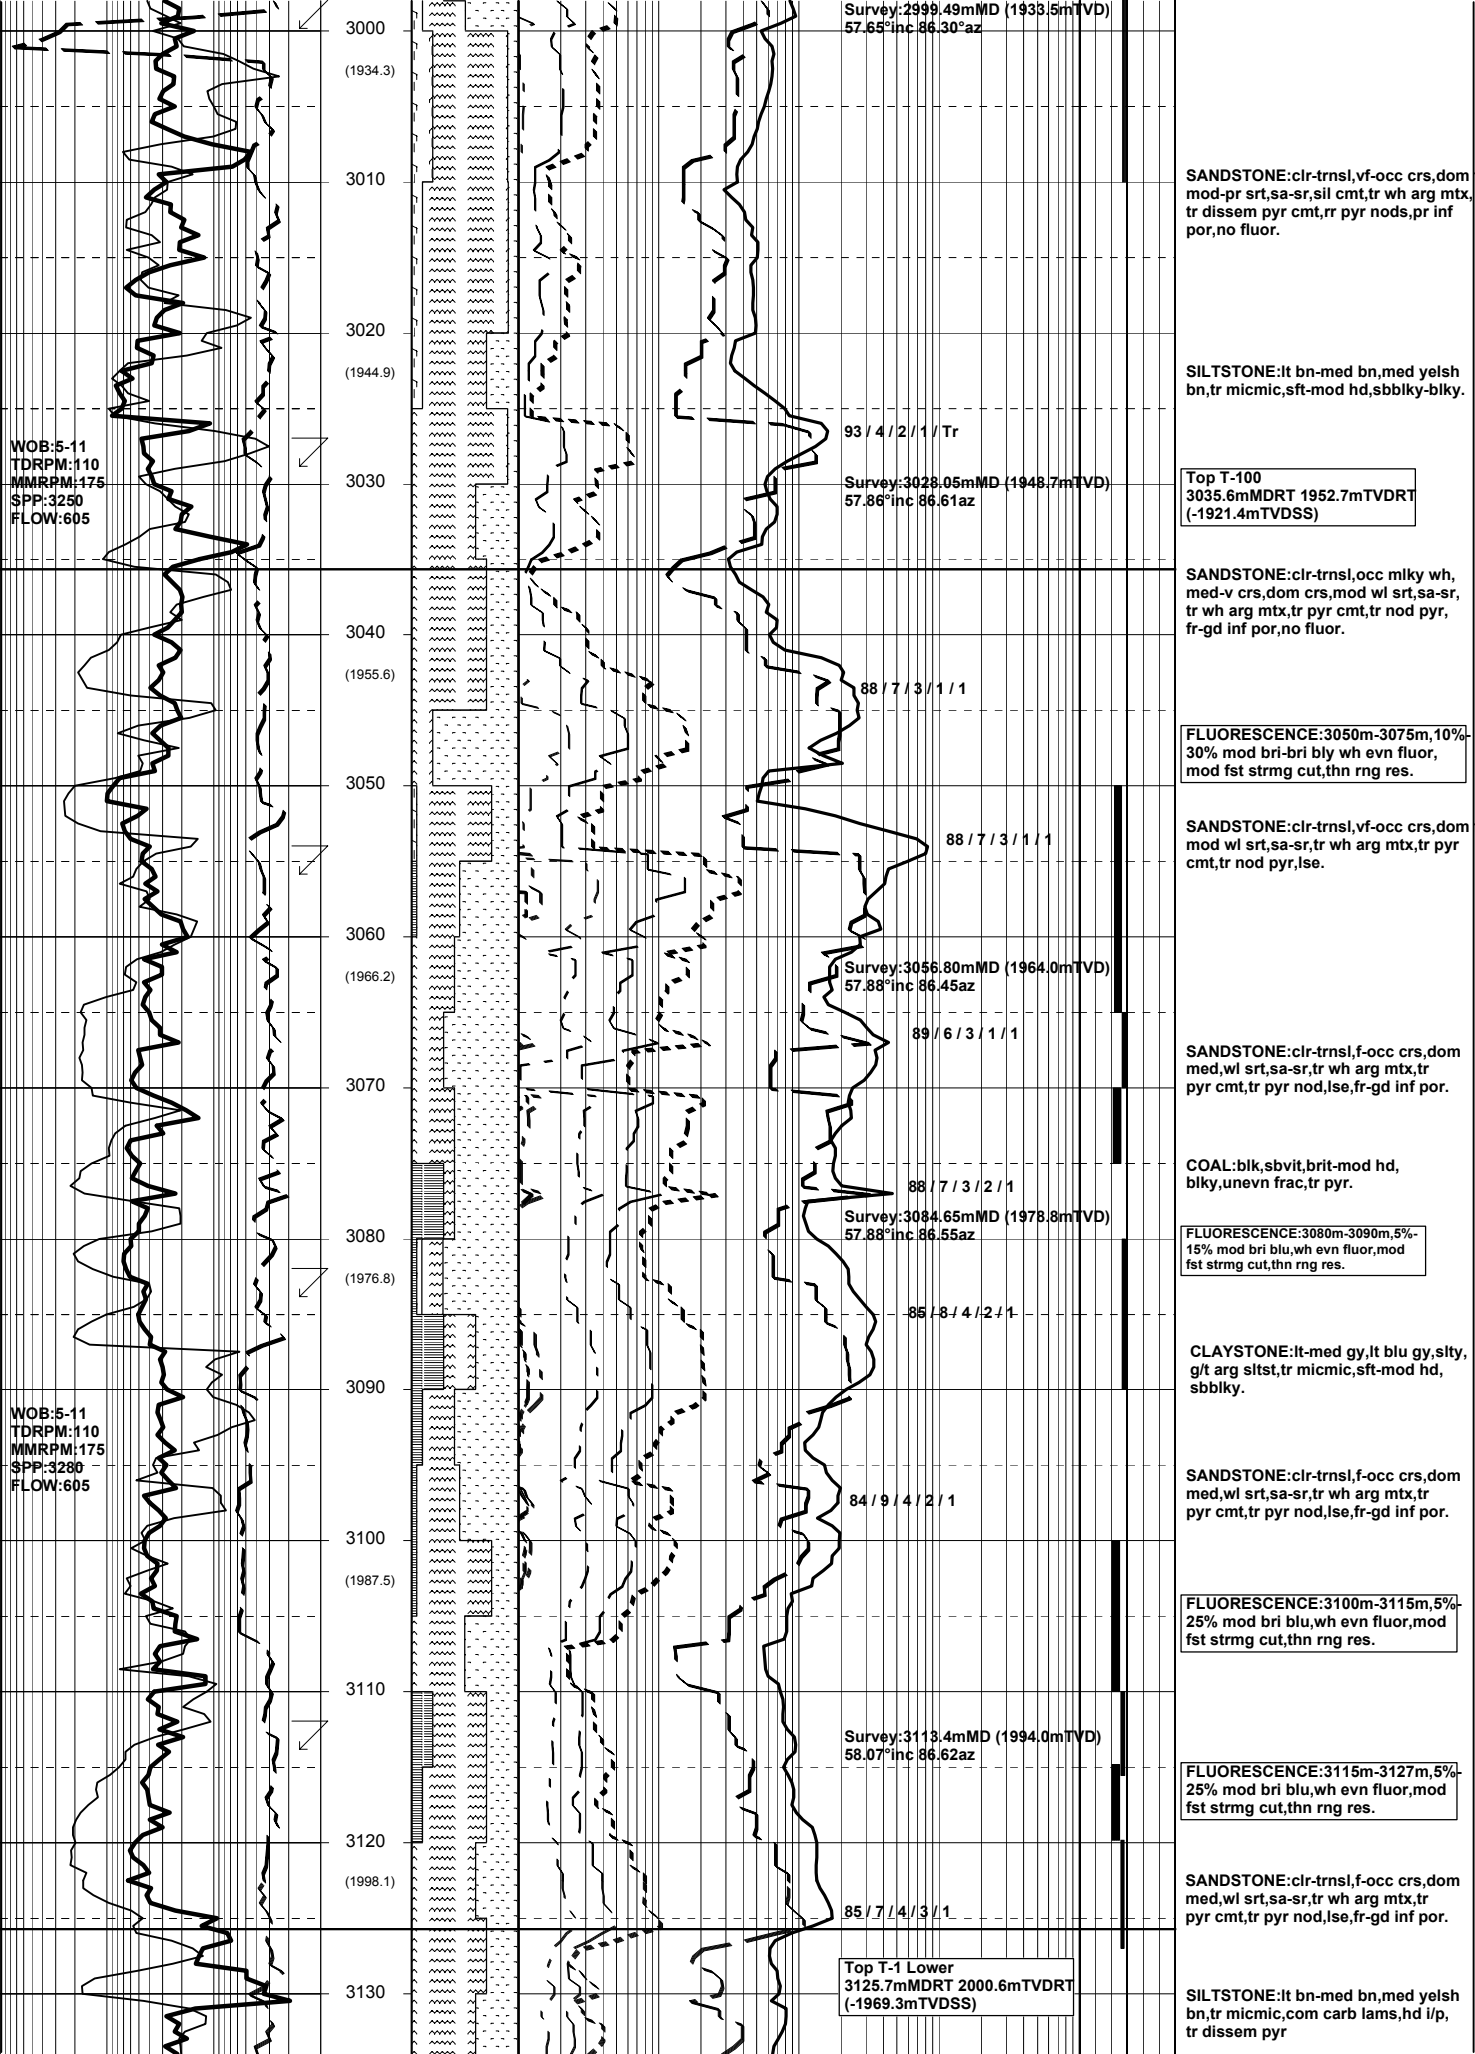 Survey:2999.49mMD (1933.5mTVD)
57.65°inc 86.30°az
3000
(1934.3)
3010
SANDSTONE:clr-trnsl,vf-occ crs,dom
mod-pr srt,sa-sr,sil cmt,tr wh arg mtx,
tr dissem pyr cmt,rr pyr nods,pr inf
por,no fluor.
3020
(1944.9)
SILTSTONE:lt bn-med bn,med yelsh
bn,tr micmic,sft-mod hd,sbblky-blky.
93 / 4 / 2 / 1 / Tr
WOB:5-11
TDRPM:110
MMRPM:175
SPP:3250
FLOW:605
3030
Survey:3028.05mMD (1948.7mTVD)
57.86°inc 86.61az
Top T-100
3035.6mMDRT 1952.7mTVDRT
(-1921.4mTVDSS)
SANDSTONE:clr-trnsl,occ mlky wh,
med-v crs,dom crs,mod wl srt,sa-sr,
tr wh arg mtx,tr pyr cmt,tr nod pyr,
fr-gd inf por,no fluor.
3040
(1955.6)
88 / 7 / 3 / 1 / 1
FLUORESCENCE:3050m-3075m,10%-
30% mod bri-bri bly wh evn fluor,
mod fst strmg cut,thn rng res.
3050
88 / 7 / 3 / 1 / 1
SANDSTONE:clr-trnsl,vf-occ crs,dom
mod wl srt,sa-sr,tr wh arg mtx,tr pyr
cmt,tr nod pyr,lse.
3060
(1966.2)
Survey:3056.80mMD (1964.0mTVD)
57.88°inc 86.45az
89 / 6 / 3 / 1 / 1
SANDSTONE:clr-trnsl,f-occ crs,dom
med,wl srt,sa-sr,tr wh arg mtx,tr
pyr cmt,tr pyr nod,lse,fr-gd inf por.
3070
COAL:blk,sbvit,brit-mod hd,
blky,unevn frac,tr pyr.
88 / 7 / 3 / 2 / 1
Survey:3084.65mMD (1978.8mTVD)
57.88°inc 86.55az
3080
(1976.8)
FLUORESCENCE:3080m-3090m,5%-
15% mod bri blu,wh evn fluor,mod
fst strmg cut,thn rng res.
85 / 8 / 4 / 2 / 1
CLAYSTONE:lt-med gy,lt blu gy,slty,
g/t arg sltst,tr micmic,sft-mod hd,
sbblky.
3090
WOB:5-11
TDRPM:110
MMRPM:175
SPP:3280
FLOW:605
84 / 9 / 4 / 2 / 1
SANDSTONE:clr-trnsl,f-occ crs,dom
med,wl srt,sa-sr,tr wh arg mtx,tr
pyr cmt,tr pyr nod,lse,fr-gd inf por.
3100
(1987.5)
FLUORESCENCE:3100m-3115m,5%-
25% mod bri blu,wh evn fluor,mod
fst strmg cut,thn rng res.
3110
Survey:3113.4mMD (1994.0mTVD)
58.07°inc 86.62az
FLUORESCENCE:3115m-3127m,5%-
25% mod bri blu,wh evn fluor,mod
fst strmg cut,thn rng res.
3120
(1998.1)
SANDSTONE:clr-trnsl,f-occ crs,dom
med,wl srt,sa-sr,tr wh arg mtx,tr
pyr cmt,tr pyr nod,lse,fr-gd inf por.
85 / 7 / 4 / 3 / 1
Top T-1 Lower
3125.7mMDRT 2000.6mTVDRT
(-1969.3mTVDSS)
3130
SILTSTONE:lt bn-med bn,med yelsh
bn,tr micmic,com carb lams,hd i/p,
tr dissem pyr